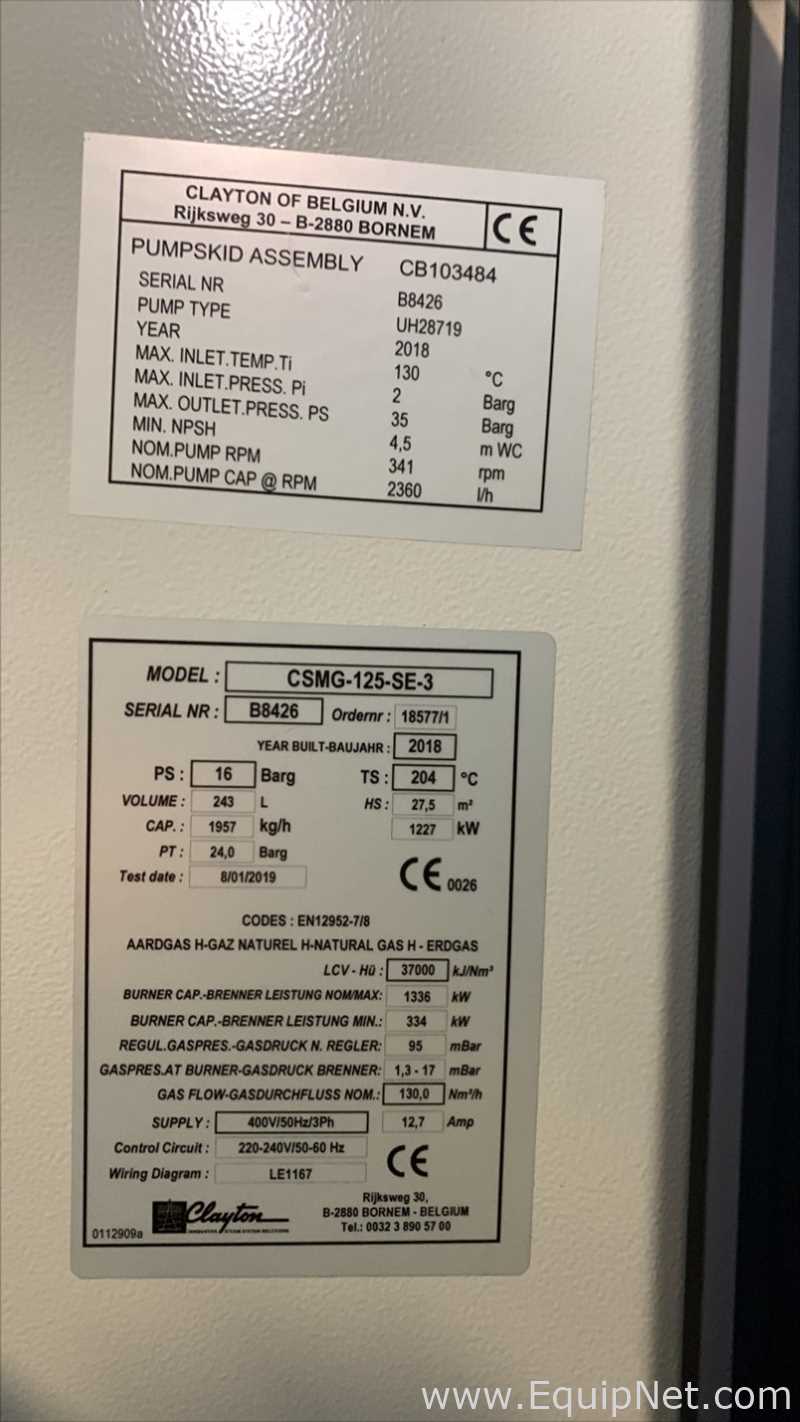 CLAYTON OF BELGIUM N.V.
Rijksweg 30 – B-2880 BORNEM
CE
PUMPSKID ASSEMBLY CB103484
SERIAL NR B8426
PUMP TYPE UH28719
YEAR 2018
MAX. INLET.TEMP.Ti 130 °C
MAX. INLET.PRESS. Pi 2 Barg
MAX. OUTLET.PRESS. PS 35 Barg
MIN. NPSH 4,5 m WC
NOM.PUMP RPM 341 rpm
NOM.PUMP CAP @ RPM 2360 l/h
MODEL : CSMG-125-SE-3
SERIAL NR : B8426 Ordernr : 18577/1
YEAR BUILT-BAUJAHR : 2018
PS : 16 Barg TS : 204 °C
VOLUME : 243 L HS : 27,5 m²
CAP. : 1957 kg/h 1227 kW
PT : 24,0 Barg
Test date : 8/01/2019 CE 0026
CODES : EN12952-7/8
AARDGAS H-GAZ NATUREL H-NATURAL GAS H - ERDGAS
LCV - Hü : 37000 kJ/Nm³
BURNER CAP.-BRENNER LEISTUNG NOM/MAX: 1336 kW
BURNER CAP.-BRENNER LEISTUNG MIN.: 334 kW
REGUL.GASPRES.-GASDRUCK N. REGLER: 95 mBar
GASPRES.AT BURNER-GASDRUCK BRENNER: 1,3 - 17 mBar
GAS FLOW-GASDURCHFLUSS NOM.: 130,0 Nm³/h
SUPPLY : 400V/50Hz/3Ph 12,7 Amp
Control Circuit : 220-240V/50-60 Hz
Wiring Diagram : LE1167 CE
Clayton
Rijksweg 30,
B-2880 BORNEM - BELGIUM
Tel.: 0032 3 890 57 00
0112909a
www.EquipNet.com